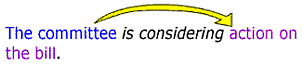 The committee is considering action on
the bill.